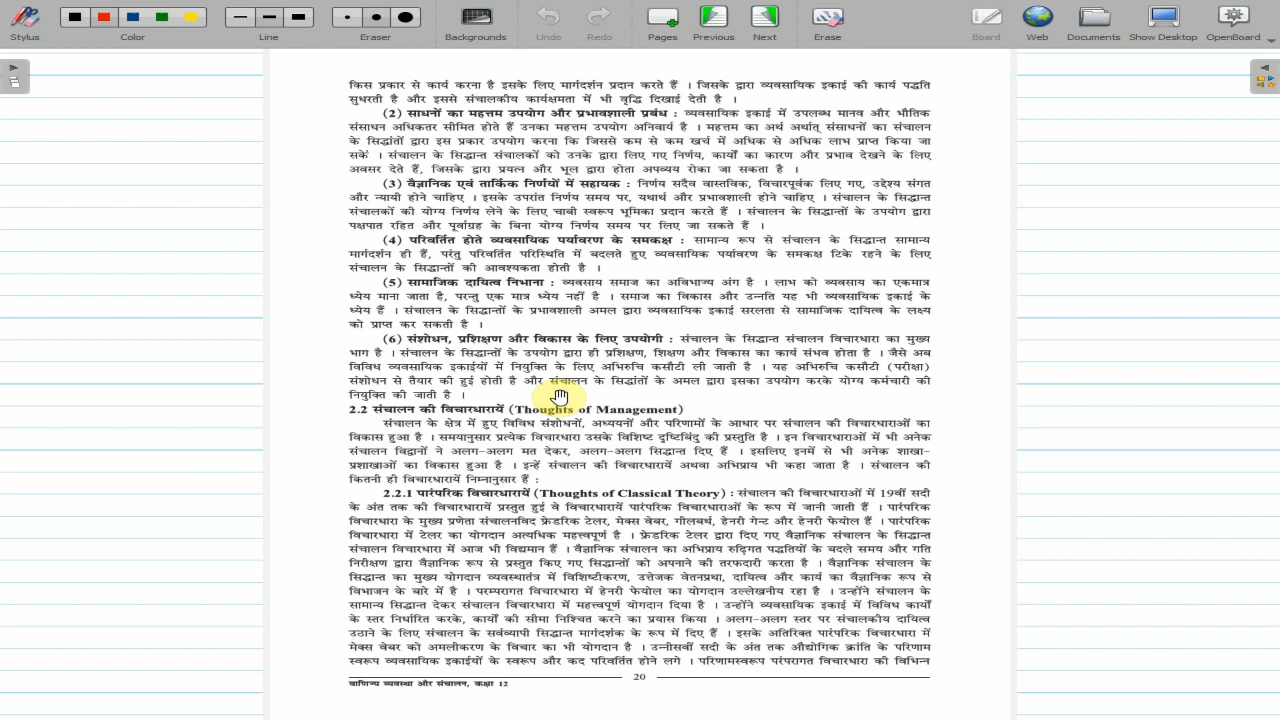 Stylus
Color
Line
Eraser
Backgrounds
Undo
Redo
Pages
Previous
Next
Erase
Board
Web
Documents
Show Desktop
OpenBoard
किस प्रकार से कार्य करना है इसके लिए मार्गदर्शन प्रदान करते हैं । जिसके द्वारा व्यवसायिक इकाई की कार्य पद्धति
सुधरती है और इससे संचालकीय कार्यक्षमता में भी वृद्धि दिखाई देती है ।
(2) साधनों का महत्तम उपयोग और प्रभावशाली प्रबंध : व्यवसायिक इकाई में उपलब्ध मानव और भौतिक
संसाधन अधिकतर सीमित होते हैं उनका महत्तम उपयोग अनिवार्य है । महत्तम का अर्थ अर्थात् संसाधनों का संचालन
के सिद्धांतों द्वारा इस प्रकार उपयोग करना कि जिससे कम से कम खर्च में अधिक से अधिक लाभ प्राप्त किया जा
सके । संचालन के सिद्धान्त संचालकों को उनके द्वारा लिए गए निर्णय, कार्यों का कारण और प्रभाव देखने के लिए
अवसर देते हैं, जिसके द्वारा प्रयत्न और भूल द्वारा होता अपव्यय रोका जा सकता है ।
(3) वैज्ञानिक एवं तार्किक निर्णयों में सहायक : निर्णय सदैव वास्तविक, विचारपूर्वक लिए गए, उद्देश्य संगत
और न्यायी होने चाहिए । इसके उपरांत निर्णय समय पर, यथार्थ और प्रभावशाली होने चाहिए । संचालन के सिद्धान्त
संचालकों की योग्य निर्णय लेने के लिए चाबी स्वरूप भूमिका प्रदान करते हैं । संचालन के सिद्धान्तों के उपयोग द्वारा
पक्षपात रहित और पूर्वाग्रह के बिना योग्य निर्णय समय पर लिए जा सकते हैं ।
(4) परिवर्तित होते व्यवसायिक पर्यावरण के समकक्ष : सामान्य रूप से संचालन के सिद्धान्त सामान्य
मार्गदर्शन ही हैं, परंतु परिवर्तित परिस्थिति में बदलते हुए व्यवसायिक पर्यावरण के समकक्ष टिके रहने के लिए
संचालन के सिद्धान्तों की आवश्यकता होती है ।
(5) सामाजिक दायित्व निभाना : व्यवसाय समाज का अविभाज्य अंग है । लाभ को व्यवसाय का एकमात्र
ध्येय माना जाता है, परन्तु एक मात्र ध्येय नहीं है । समाज का विकास और उन्नति यह भी व्यवसायिक इकाई के
ध्येय हैं । संचालन के सिद्धान्तों के प्रभावशाली अमल द्वारा व्यवसायिक इकाई सरलता से सामाजिक दायित्व के लक्ष्य
को प्राप्त कर सकती है ।
(6) संशोधन, प्रशिक्षण और विकास के लिए उपयोगी : संचालन के सिद्धान्त संचालन विचारधारा का मुख्य
भाग है । संचालन के सिद्धान्तों के उपयोग द्वारा ही प्रशिक्षण, शिक्षण और विकास का कार्य संभव होता है । जैसे अब
विविध व्यवसायिक इकाईयों में नियुक्ति के लिए अभिरुचि कसौटी ली जाती है । यह अभिरुचि कसौटी (परीक्षा)
संशोधन से तैयार की हुई होती है और संचालन के सिद्धांतों के अमल द्वारा इसका उपयोग करके योग्य कर्मचारी की
नियुक्ति की जाती है ।
2.2 संचालन की विचारधारायें (Thoughts of Management)
संचालन के क्षेत्र में हुए विविध संशोधनों, अध्ययनों और परिणामों के आधार पर संचालन की विचारधाराओं का
विकास हुआ है । समयानुसार प्रत्येक विचारधारा उसके विशिष्ट दृष्टिबिंदु की प्रस्तुति है । इन विचारधाराओं में भी अनेक
संचालन विद्वानों ने अलग-अलग मत देकर, अलग-अलग सिद्धान्त दिए हैं । इसलिए इनमें से भी अनेक शाखा-
प्रशाखाओं का विकास हुआ है । इन्हें संचालन की विचारधारायें अथवा अभिप्राय भी कहा जाता है । संचालन की
कितनी ही विचारधारायें निम्नानुसार हैं :
2.2.1 पारंपरिक विचारधारायें (Thoughts of Classical Theory) : संचालन की विचारधाराओं में 19वीं सदी
के अंत तक की विचारधारायें प्रस्तुत हुई वे विचारधारायें पारंपरिक विचारधाराओं के रूप में जानी जाती हैं । पारंपरिक
विचारधारा के मुख्य प्रणेता संचालनविद फ्रेडरिक टेलर, मेक्स वेबर, गीलबर्थ, हेनरी गेन्ट और हेनरी फेयोल हैं । पारंपरिक
विचारधारा में टेलर का योगदान अत्यधिक महत्त्वपूर्ण है । फ्रेडरिक टेलर द्वारा दिए गए वैज्ञानिक संचालन के सिद्धान्त
संचालन विचारधारा में आज भी विद्यमान हैं । वैज्ञानिक संचालन का अभिप्राय रुढ़िगत पद्धतियों के बदले समय और गति
निरीक्षण द्वारा वैज्ञानिक रूप से प्रस्तुत किए गए सिद्धान्तों को अपनाने की तरफदारी करता है । वैज्ञानिक संचालन के
सिद्धान्त का मुख्य योगदान व्यवस्थातंत्र में विशिष्टीकरण, उत्तेजक वेतनप्रथा, दायित्व और कार्य का वैज्ञानिक रूप से
विभाजन के बारे में है । परम्परागत विचारधारा में हेनरी फेयोल का योगदान उल्लेखनीय रहा है । उन्होंने संचालन के
सामान्य सिद्धान्त देकर संचालन विचारधारा में महत्त्वपूर्ण योगदान दिया है । उन्होंने व्यवसायिक इकाई में विविध कार्यों
के स्तर निर्धारित करके, कार्यों की सीमा निश्चित करने का प्रयास किया । अलग-अलग स्तर पर संचालकीय दायित्व
उठाने के लिए संचालन के सर्वव्यापी सिद्धान्त मार्गदर्शक के रूप में दिए हैं । इसके अतिरिक्त पारंपरिक विचारधारा में
मेक्स वेबर को अमलीकरण के विचार का भी योगदान है । उन्नीसवीं सदी के अंत तक औद्योगिक क्रांति के परिणाम
स्वरूप व्यवसायिक इकाईयों के स्वरूप और कद परिवर्तित होने लगे । परिणामस्वरूप परंपरागत विचारधारा की विभिन्न
20
वाणिज्य व्यवस्था और संचालन, कक्षा 12